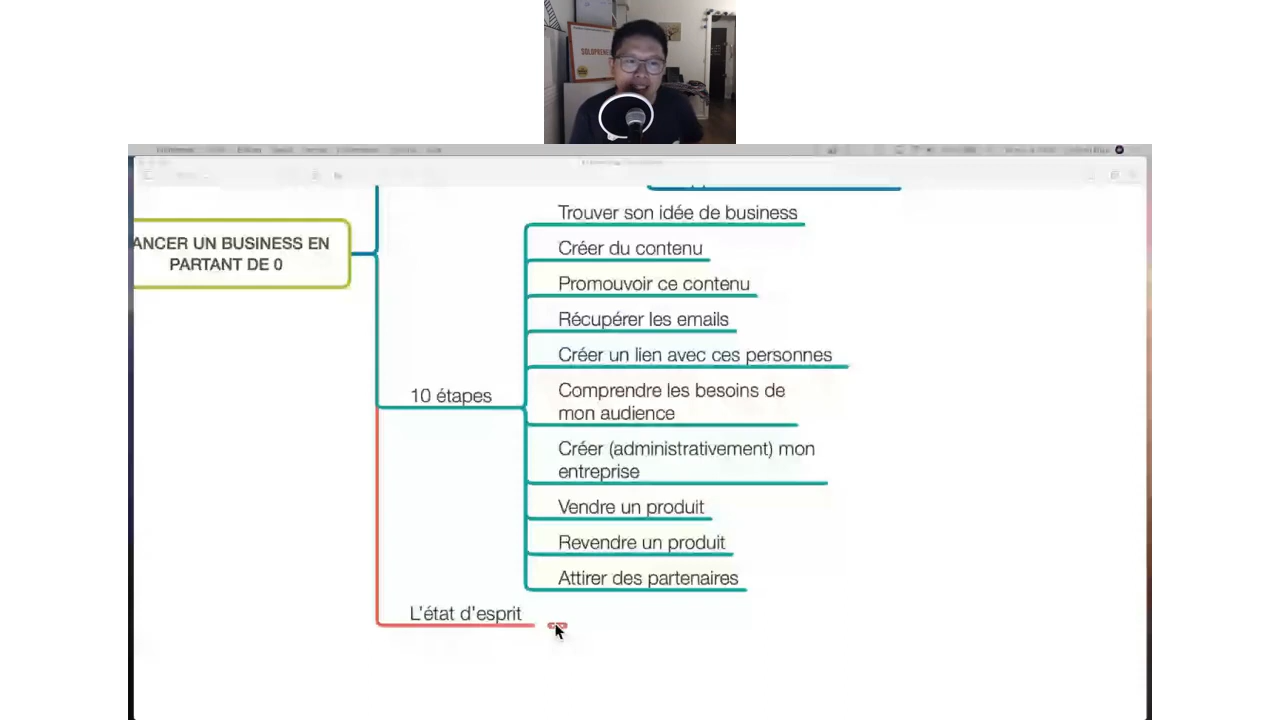 SOLOPRENE
ANCER UN BUSINESS EN
PARTANT DE 0
Trouver son idée de business
Créer du contenu
Promouvoir ce contenu
Récupérer les emails
Créer un lien avec ces personnes
10 étapes
Comprendre les besoins de
mon audience
Créer (administrativement) mon
entreprise
Vendre un produit
Revendre un produit
Attirer des partenaires
L'état d'esprit